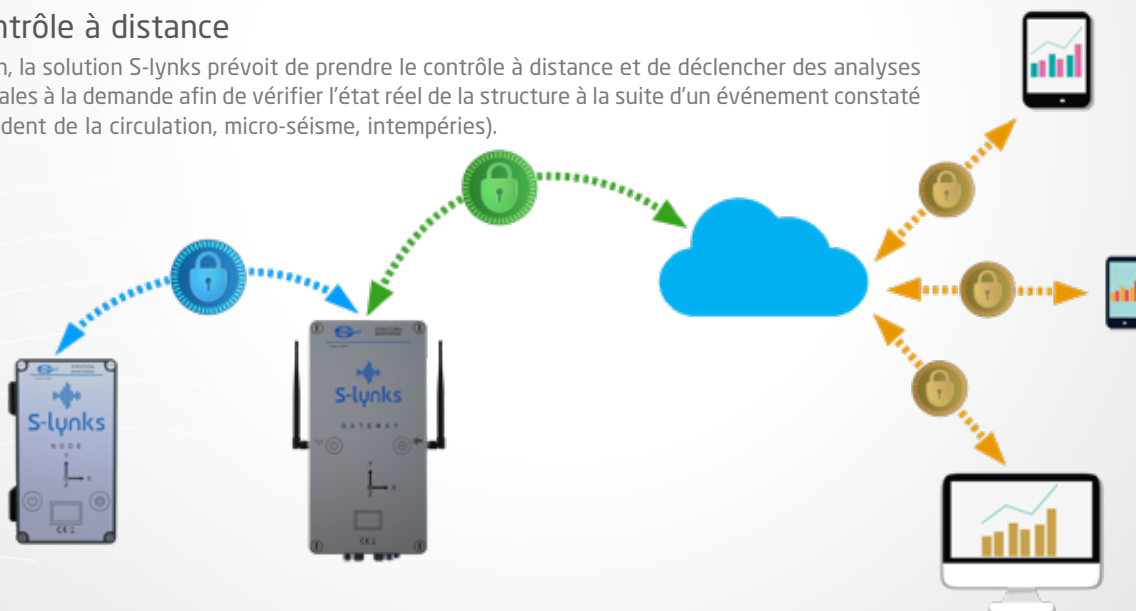 ntrôle à distance
n, la solution S-lynks prévoit de prendre le contrôle à distance et de déclencher des analyses
ales à la demande afin de vérifier l'état réel de la structure à la suite d'un événement constaté
dent de la circulation, micro-séisme, intempéries).
S-lynks
NODE
Y
X
S-lynks
GATEWAY
Y
X